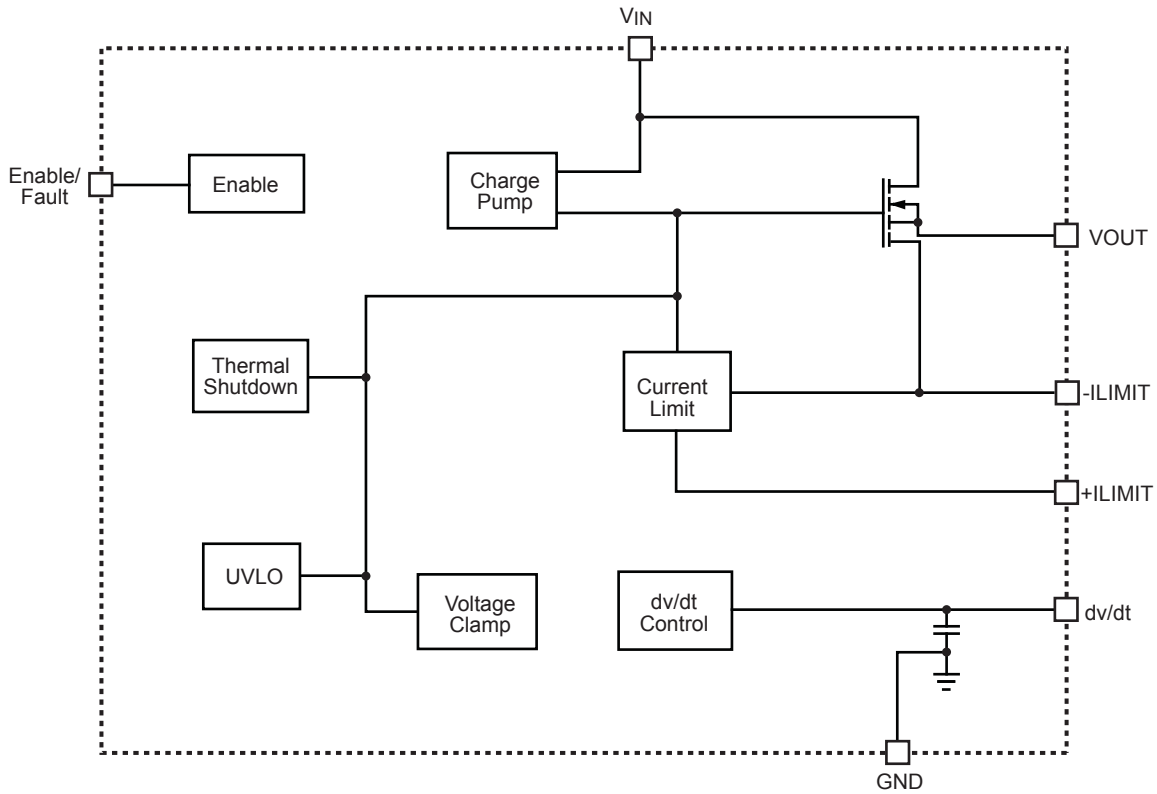 VIN
Enable/
Fault
Enable
Charge
Pump
VOUT
Thermal
Shutdown
Current
Limit
-ILIMIT
+ILIMIT
UVLO
Voltage
Clamp
dv/dt
Control
dv/dt
GND